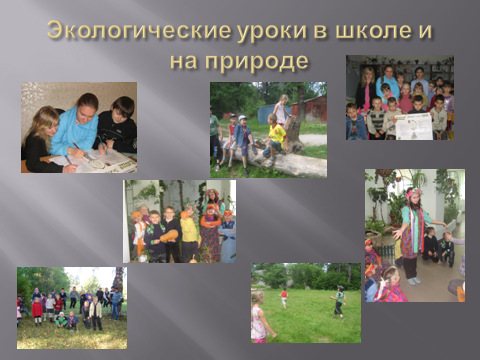 Экологические уроки в школе и
на природе